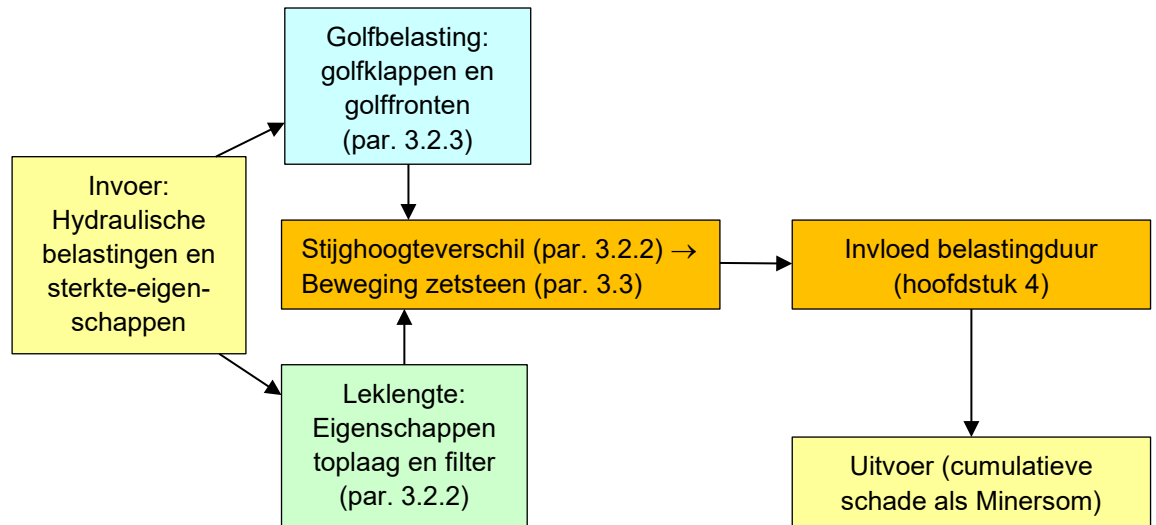 Golfbelasting:
golfklappen en
golffronten
(par. 3.2.3)
Invoer:
Hydraulische
belastingen en
sterkte-eigen-
schappen
Stijghoogteverschil (par. 3.2.2) →
Beweging zetsteen (par. 3.3)
Invloed belastingduur
(hoofdstuk 4)
Leklengte:
Eigenschappen
toplaag en filter
(par. 3.2.2)
Uitvoer (cumulatieve
schade als Minersom)